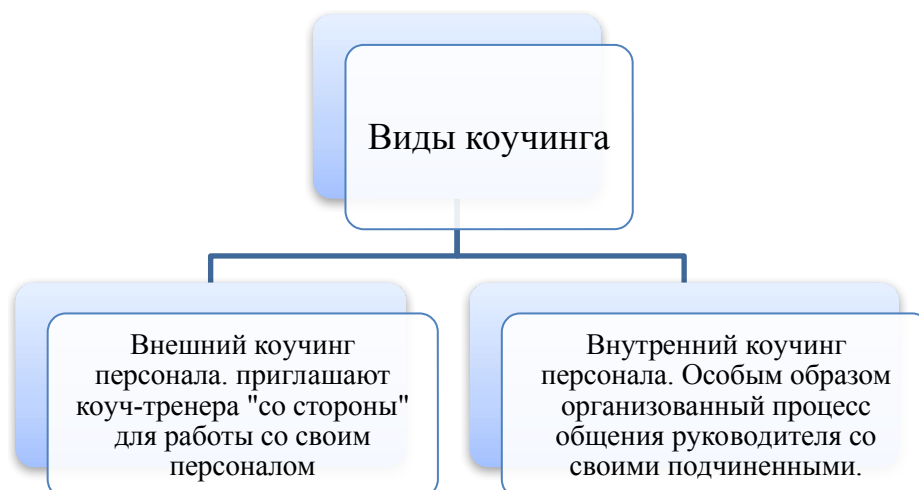 Виды коучинга
Внешний коучинг
персонала. приглашают
коуч-тренера "со стороны"
для работы со своим
персоналом
Внутренний коучинг
персонала. Особым образом
организованный процесс
общения руководителя со
своими подчиненными.